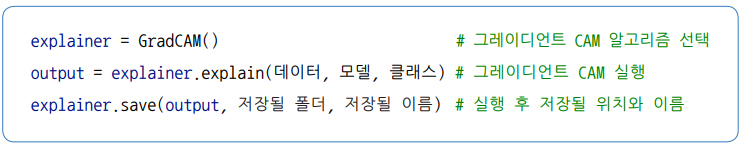 explainer = GradCAM() # 그레이디언트 CAM 알고리즘 선택
output = explainer.explain(데이터, 모델, 클래스) # 그레이디언트 CAM 실행
explainer.save(output, 저장될 폴더, 저장될 이름) # 실행 후 저장될 위치와 이름